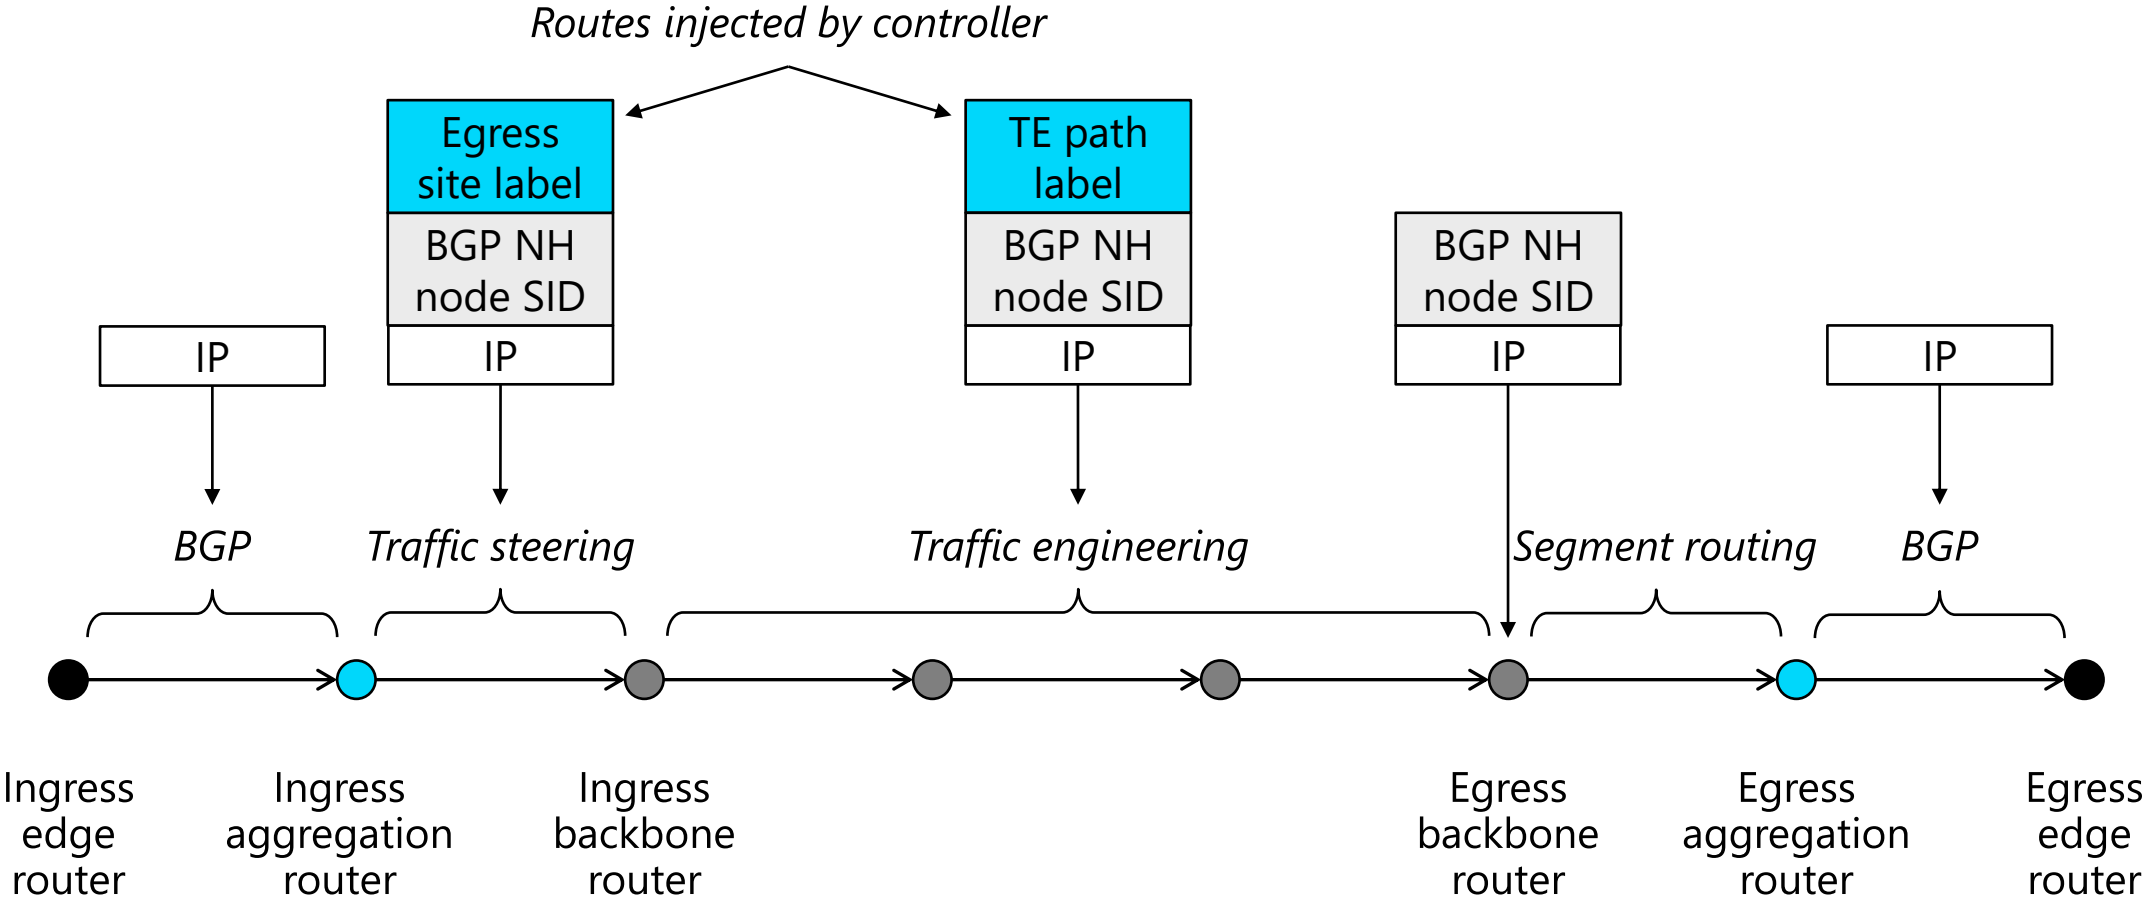 Routes injected by controller
Egress
site label
BGP NH
node SID
IP
TE path
label
BGP NH
node SID
IP
BGP NH
node SID
IP
IP
IP
BGP
Traffic steering
Traffic engineering
Segment routing
BGP
Ingress
edge
router
Ingress
aggregation
router
Ingress
backbone
router
Egress
backbone
router
Egress
aggregation
router
Egress
edge
router